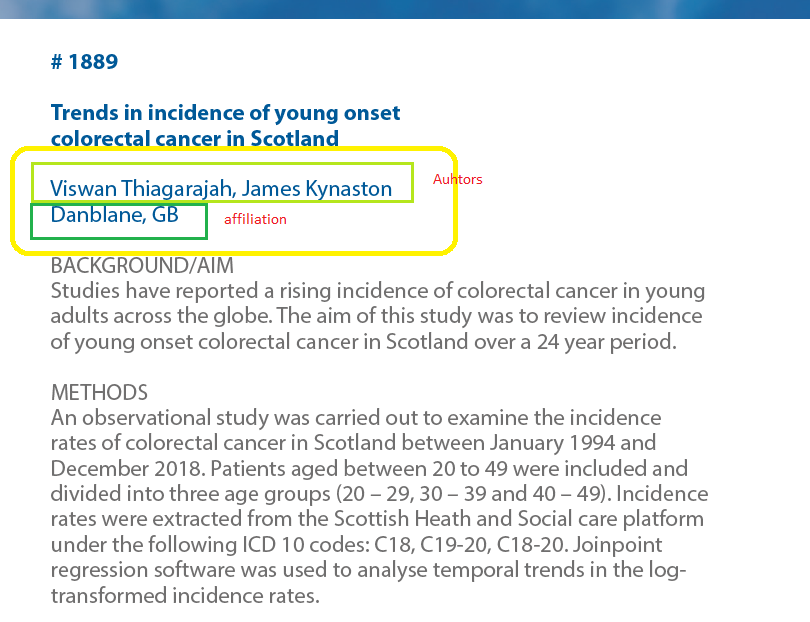 # 1889
Trends in incidence of young onset
colorectal cancer in Scotland
Viswan Thiagarajah, James Kynaston
Auhtors
Danblane, GB
affiliation
BACKGROUND/AIM
Studies have reported a rising incidence of colorectal cancer in young
adults across the globe. The aim of this study was to review incidence
of young onset colorectal cancer in Scotland over a 24 year period.
METHODS
An observational study was carried out to examine the incidence
rates of colorectal cancer in Scotland between January 1994 and
December 2018. Patients aged between 20 to 49 were included and
divided into three age groups (20 – 29, 30 – 39 and 40 – 49). Incidence
rates were extracted from the Scottish Heath and Social care platform
under the following ICD 10 codes: C18, C19-20, C18-20. Joinpoint
regression software was used to analyse temporal trends in the log-
transformed incidence rates.